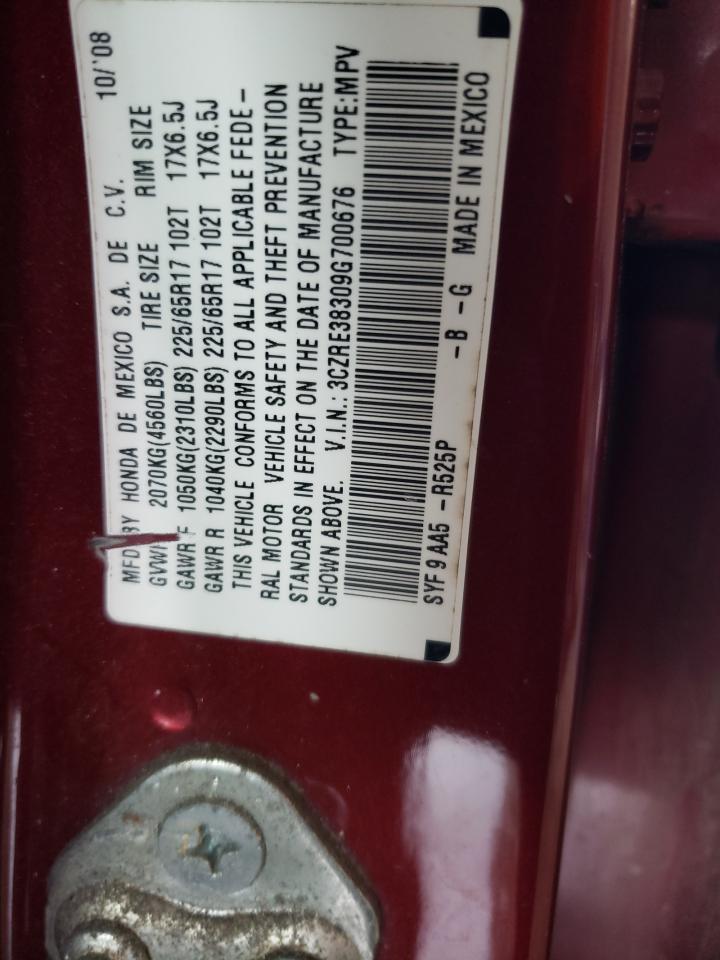 MFD BY HONDA DE MEXICO S.A. DE C.V. 10/'08
2070KG(4560LBS) TIRE SIZE RIM SIZE
GAWR F 1050KG(2310LBS) 225/65R17 102T 17X6.5J
GAWR R 1040KG(2290LBS) 225/65R17 102T 17X6.5J
THIS VEHICLE CONFORMS TO ALL APPLICABLE FEDE-
RAL MOTOR VEHICLE SAFETY AND THEFT PREVENTION
STANDARDS IN EFFECT ON THE DATE OF MANUFACTURE
SHOWN ABOVE. V.I.N.: 3CZRE38309G700676 TYPE:MPV
SYF 9 AA5 -R525P -B -G MADE IN MEXICO